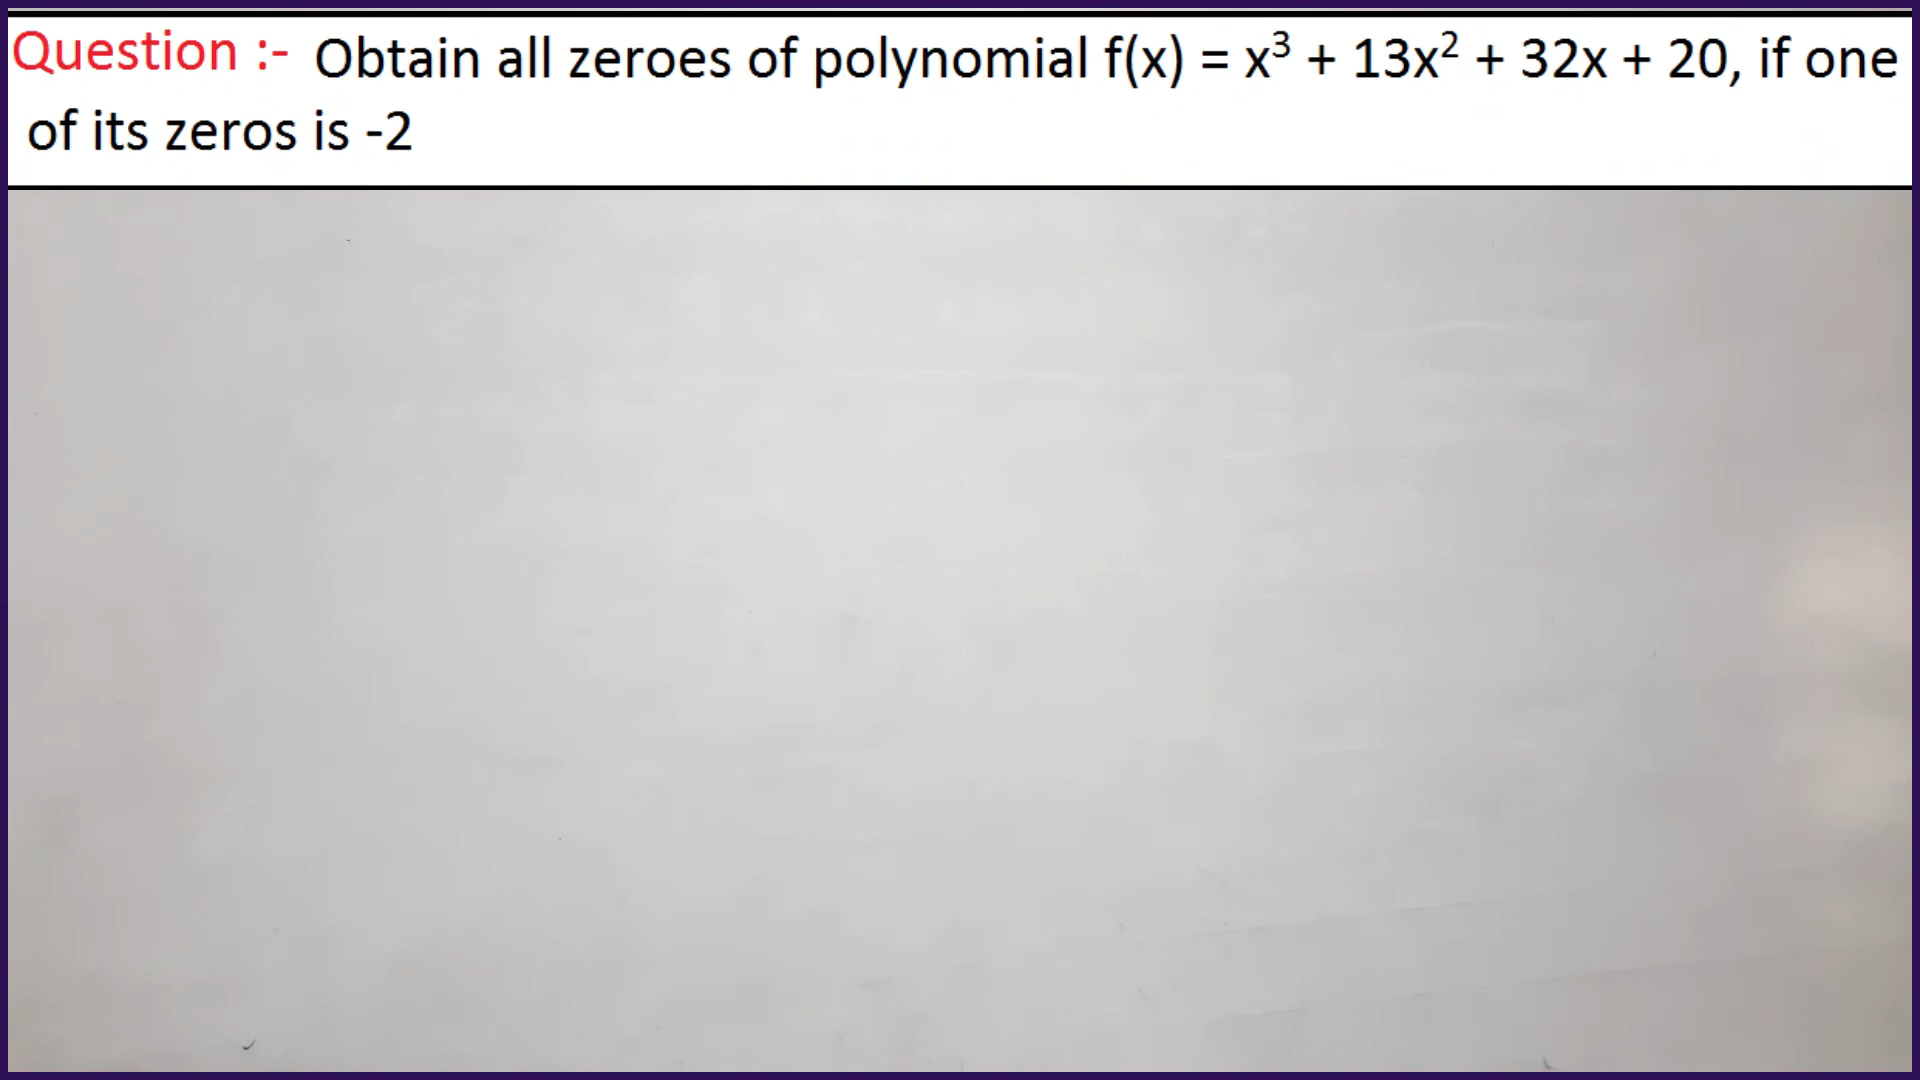 Question :- Obtain all zeroes of polynomial f(x) = x³ + 13x² + 32x + 20, if one
of its zeros is -2